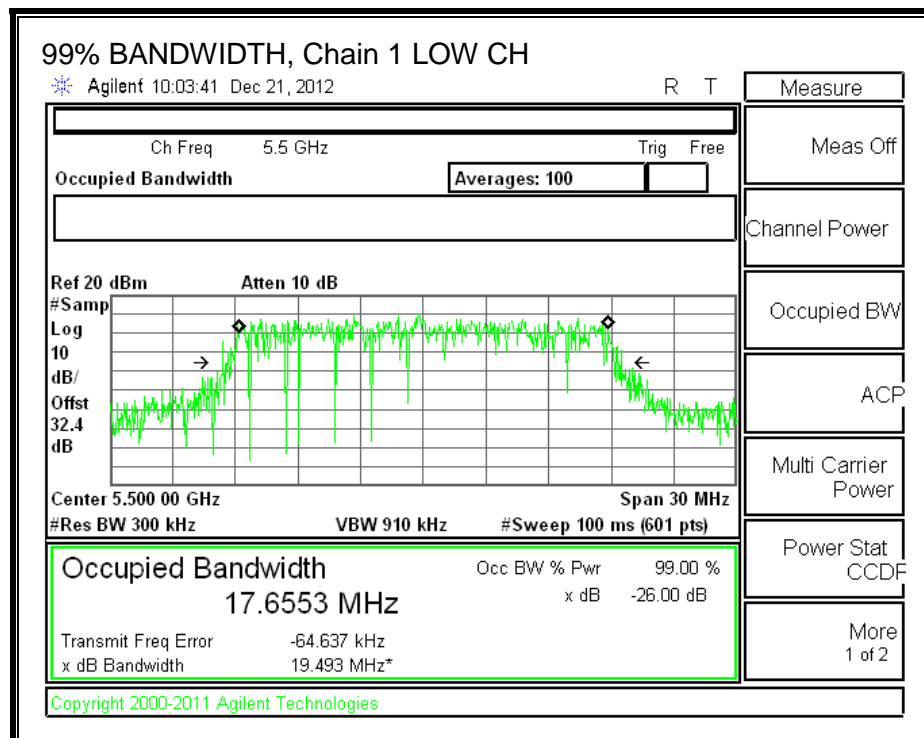 99% BANDWIDTH, Chain 1 LOW CH
Agilent 10:03:41 Dec 21, 2012 R T
Measure
Meas Off
Channel Power
Occupied BW
ACP
Multi Carrier
Power
Power Stat
CCDF
More
1 of 2
Ch Freq 5.5 GHz Trig Free
Occupied Bandwidth Averages: 100
Ref 20 dBm Atten 10 dB
#Samp
Log
10
dB/
Offst
32.4
dB
Center 5.500 00 GHz Span 30 MHz
#Res BW 300 kHz VBW 910 kHz #Sweep 100 ms (601 pts)
Occupied Bandwidth Occ BW % Pwr 99.00 %
17.6553 MHz x dB -26.00 dB
Transmit Freq Error -64.637 kHz
x dB Bandwidth 19.493 MHz*
Copyright 2000-2011 Agilent Technologies